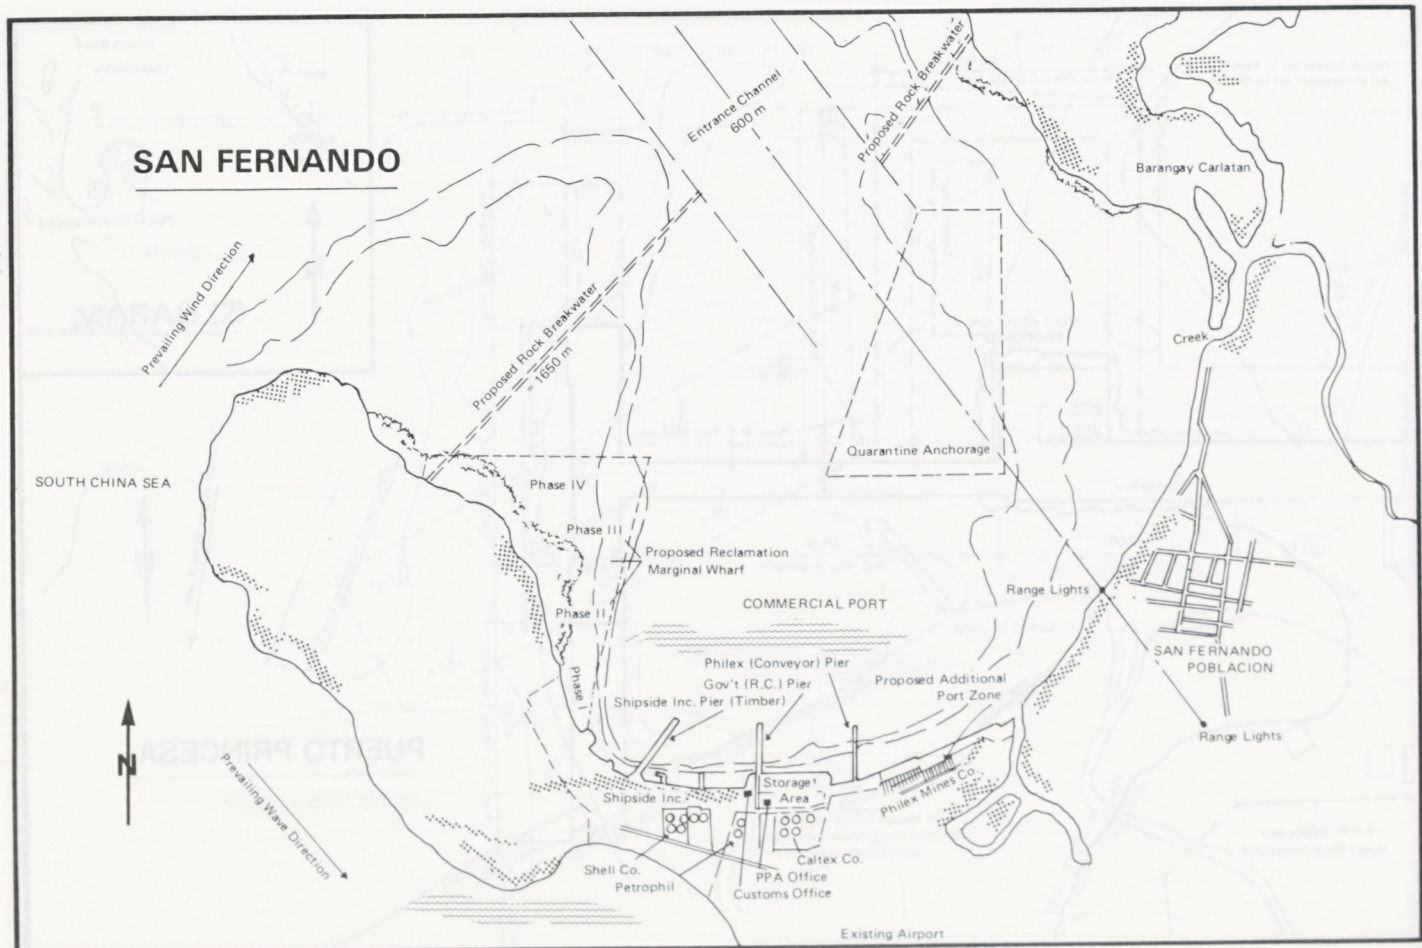 SAN FERNANDO
Entrance Channel
600 m
Proposed Rock Breakwater
Barangay Carlatan
Prevailing Wind Direction
Proposed Rock Breakwater
= 1650 m
Creek
Quarantine Anchorage
SOUTH CHINA SEA
Phase IV
Phase III
Proposed Reclamation
Marginal Wharf
Phase II
Range Lights
COMMERCIAL PORT
SAN FERNANDO
POBLACION
Philex (Conveyor) Pier
Gov't (R.C.) Pier
Shipside Inc. Pier (Timber)
Phase I
Proposed Additional
Port Zone
Range Lights
N
Prevailing Wave Direction
Shipside Inc.
Storage
Area
Philex Mines Co.
Shell Co.
Petrophil
Caltex Co.
PPA Office
Customs Office
Existing Airport
PUERTO PRINCESA